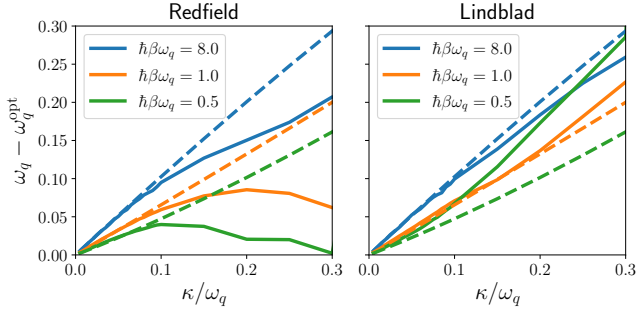 Redfield
Lindblad
ω_q − ω_q^opt
0.30
0.25
0.20
0.15
0.10
0.05
0.00
ħβω_q = 8.0
ħβω_q = 1.0
ħβω_q = 0.5
ħβω_q = 8.0
ħβω_q = 1.0
ħβω_q = 0.5
0.0 0.1 0.2 0.3
0.0 0.1 0.2 0.3
κ/ω_q
κ/ω_q